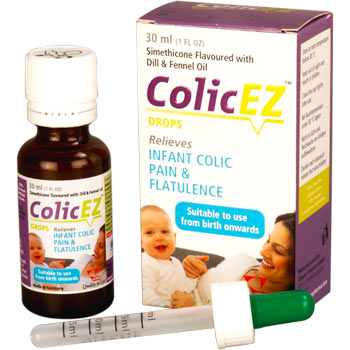 30 ml (1 FL OZ)
Simethicone Flavoured with
Dill & Fennel Oil
ColicEZ™
DROPS
Relieves
INFANT COLIC
PAIN &
FLATULENCE
Suitable to use
from birth onwards
30 ml (1 FL OZ)
Simethicone flavoured with Dill & Fennel Oil
ColicEZ
DROPS
Relieves
INFANT COLIC
PAIN &
FLATULENCE
Suitable to use
from birth onwards
Made in Germany